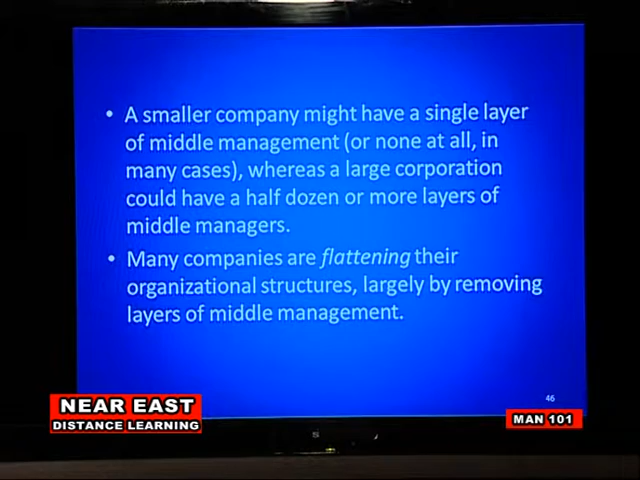 • A smaller company might have a single layer
of middle management (or none at all, in
many cases), whereas a large corporation
could have a half dozen or more layers of
middle managers.
• Many companies are flattening their
organizational structures, largely by removing
layers of middle management.
46
NEAR EAST
DISTANCE LEARNING
MAN 101